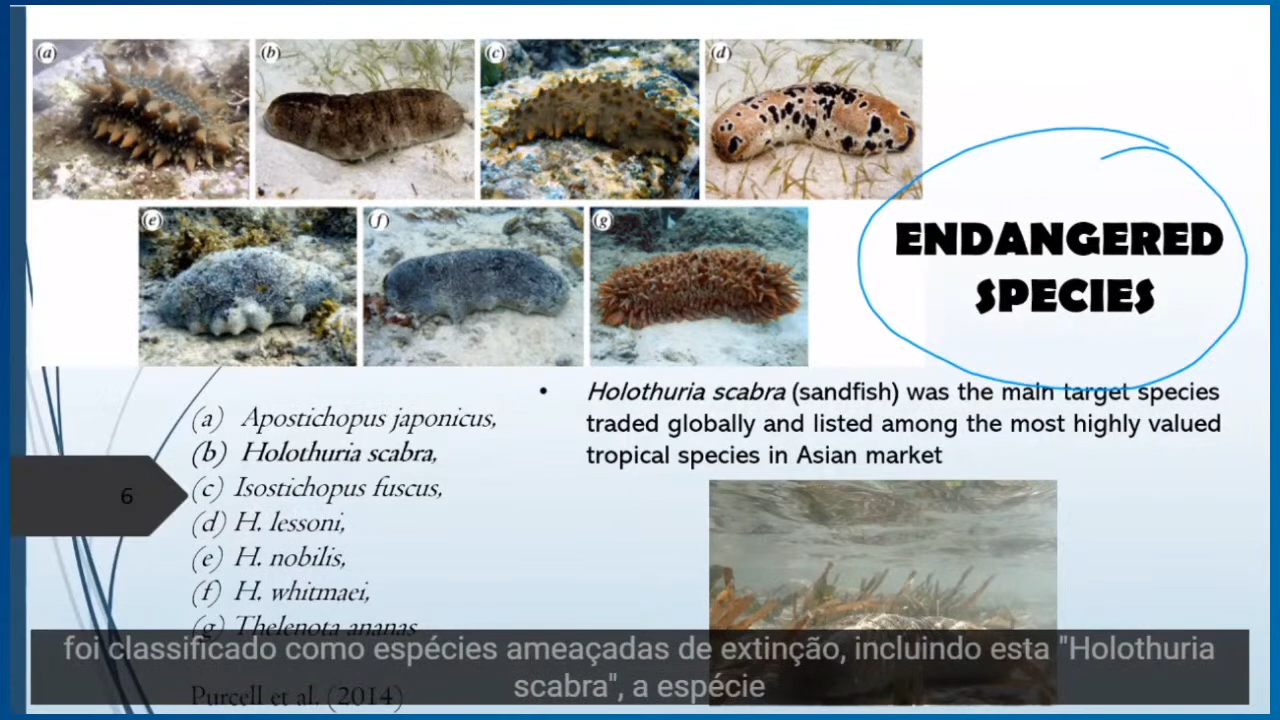 (a)
(b)
(c)
(d)
(e)
(f)
(g)
ENDANGERED
SPECIES
• Holothuria scabra (sandfish) was the main target species
traded globally and listed among the most highly valued
tropical species in Asian market
(a) Apostichopus japonicus,
(b) Holothuria scabra,
(c) Isostichopus fuscus,
(d) H. lessoni,
(e) H. nobilis,
(f) H. whitmaei,
(g) Thelenota ananas
6
foi classificado como espécies ameaçadas de extinção, incluindo esta "Holothuria
scabra", a espécie
Purcell et al. (2014)